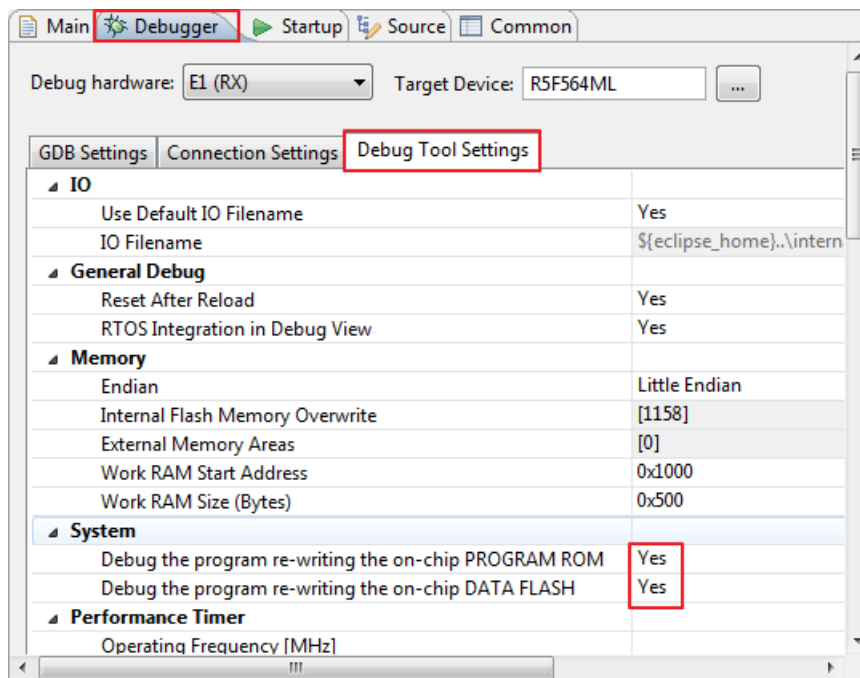 Main Debugger Startup Source Common
Debug hardware: E1 (RX) Target Device: R5F564ML ...
GDB Settings Connection Settings Debug Tool Settings
IO
Use Default IO Filename Yes
IO Filename ${eclipse_home}..\intern
General Debug
Reset After Reload Yes
RTOS Integration in Debug View Yes
Memory
Endian Little Endian
Internal Flash Memory Overwrite [1158]
External Memory Areas [0]
Work RAM Start Address 0x1000
Work RAM Size (Bytes) 0x500
System
Debug the program re-writing the on-chip PROGRAM ROM Yes
Debug the program re-writing the on-chip DATA FLASH Yes
Performance Timer
Operating Frequency [MHz]